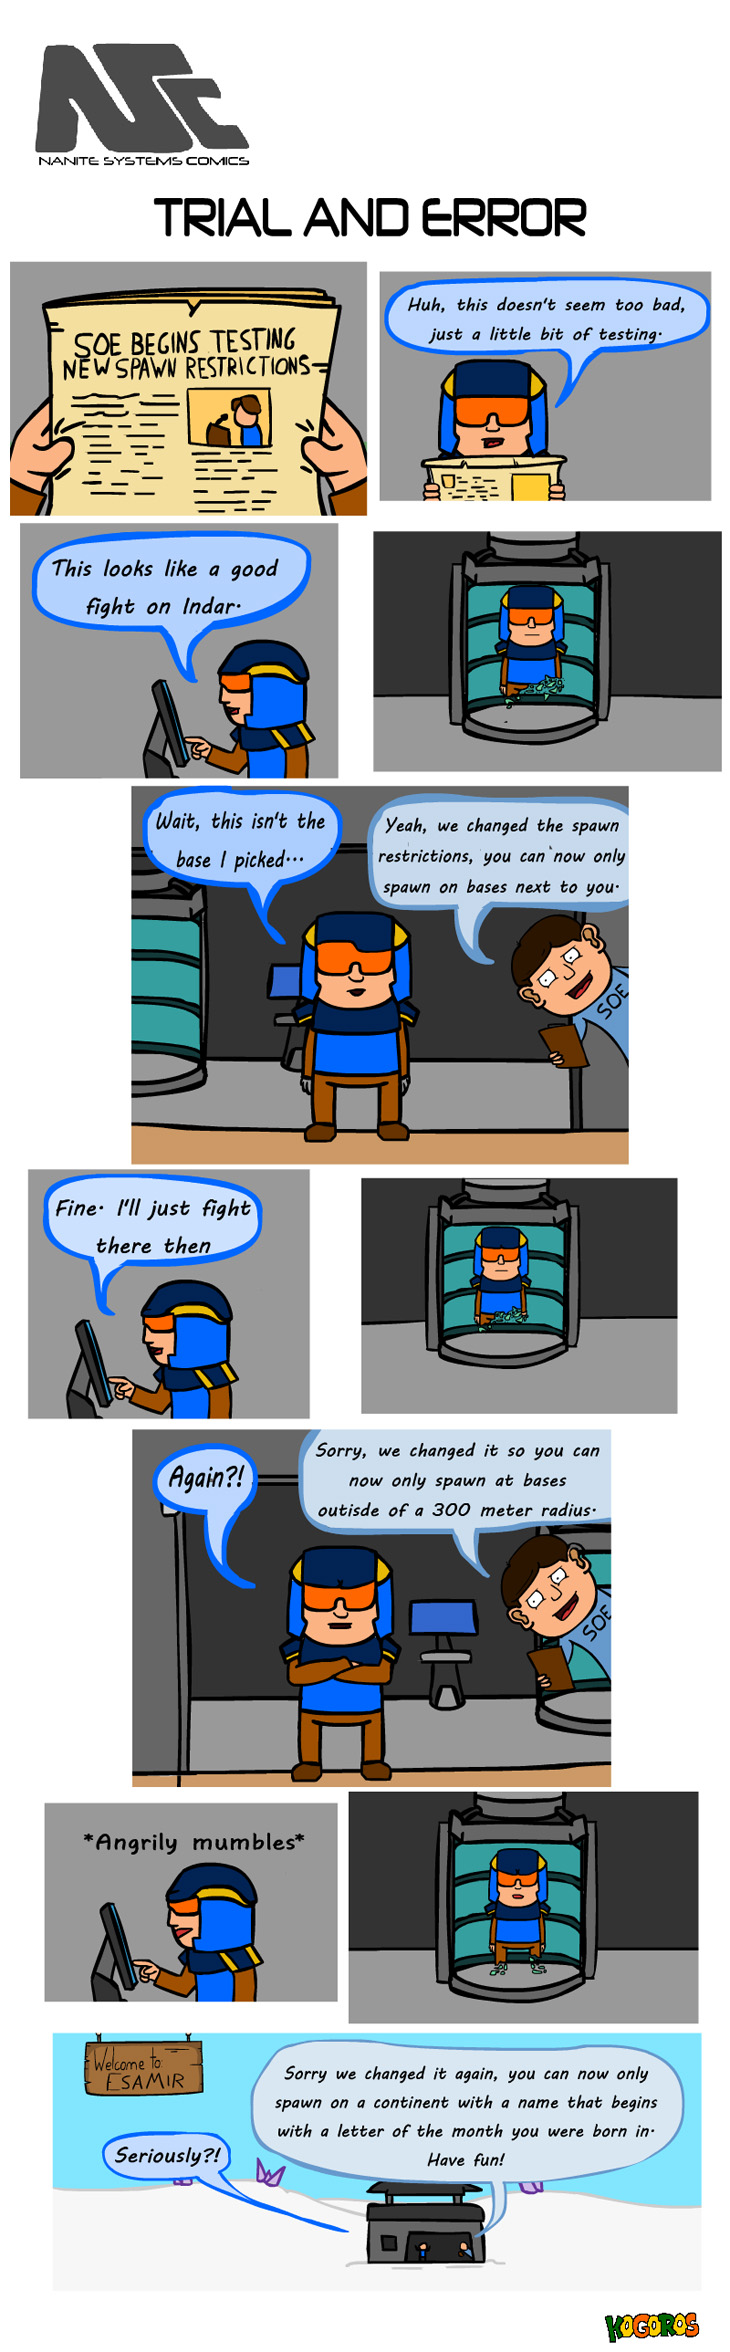 NSC
NANITE SYSTEMS COMICS
TRIAL AND ERROR
SOE BEGINS TESTING
NEW SPAWN RESTRICTIONS
Huh, this doesn't seem too bad,
just a little bit of testing.
This looks like a good
fight on Indar.
Wait, this isn't the
base I picked...
Yeah, we changed the spawn
restrictions, you can now only
spawn on bases next to you.
SOE
Fine. I'll just fight
there then
Again?!
Sorry, we changed it so you can
now only spawn at bases
outisde of a 300 meter radius.
SOE
*Angrily mumbles*
Welcome to:
ESAMIR
Sorry we changed it again, you can now only
spawn on a continent with a name that begins
with a letter of the month you were born in.
Have fun!
Seriously?!
KOGOROS